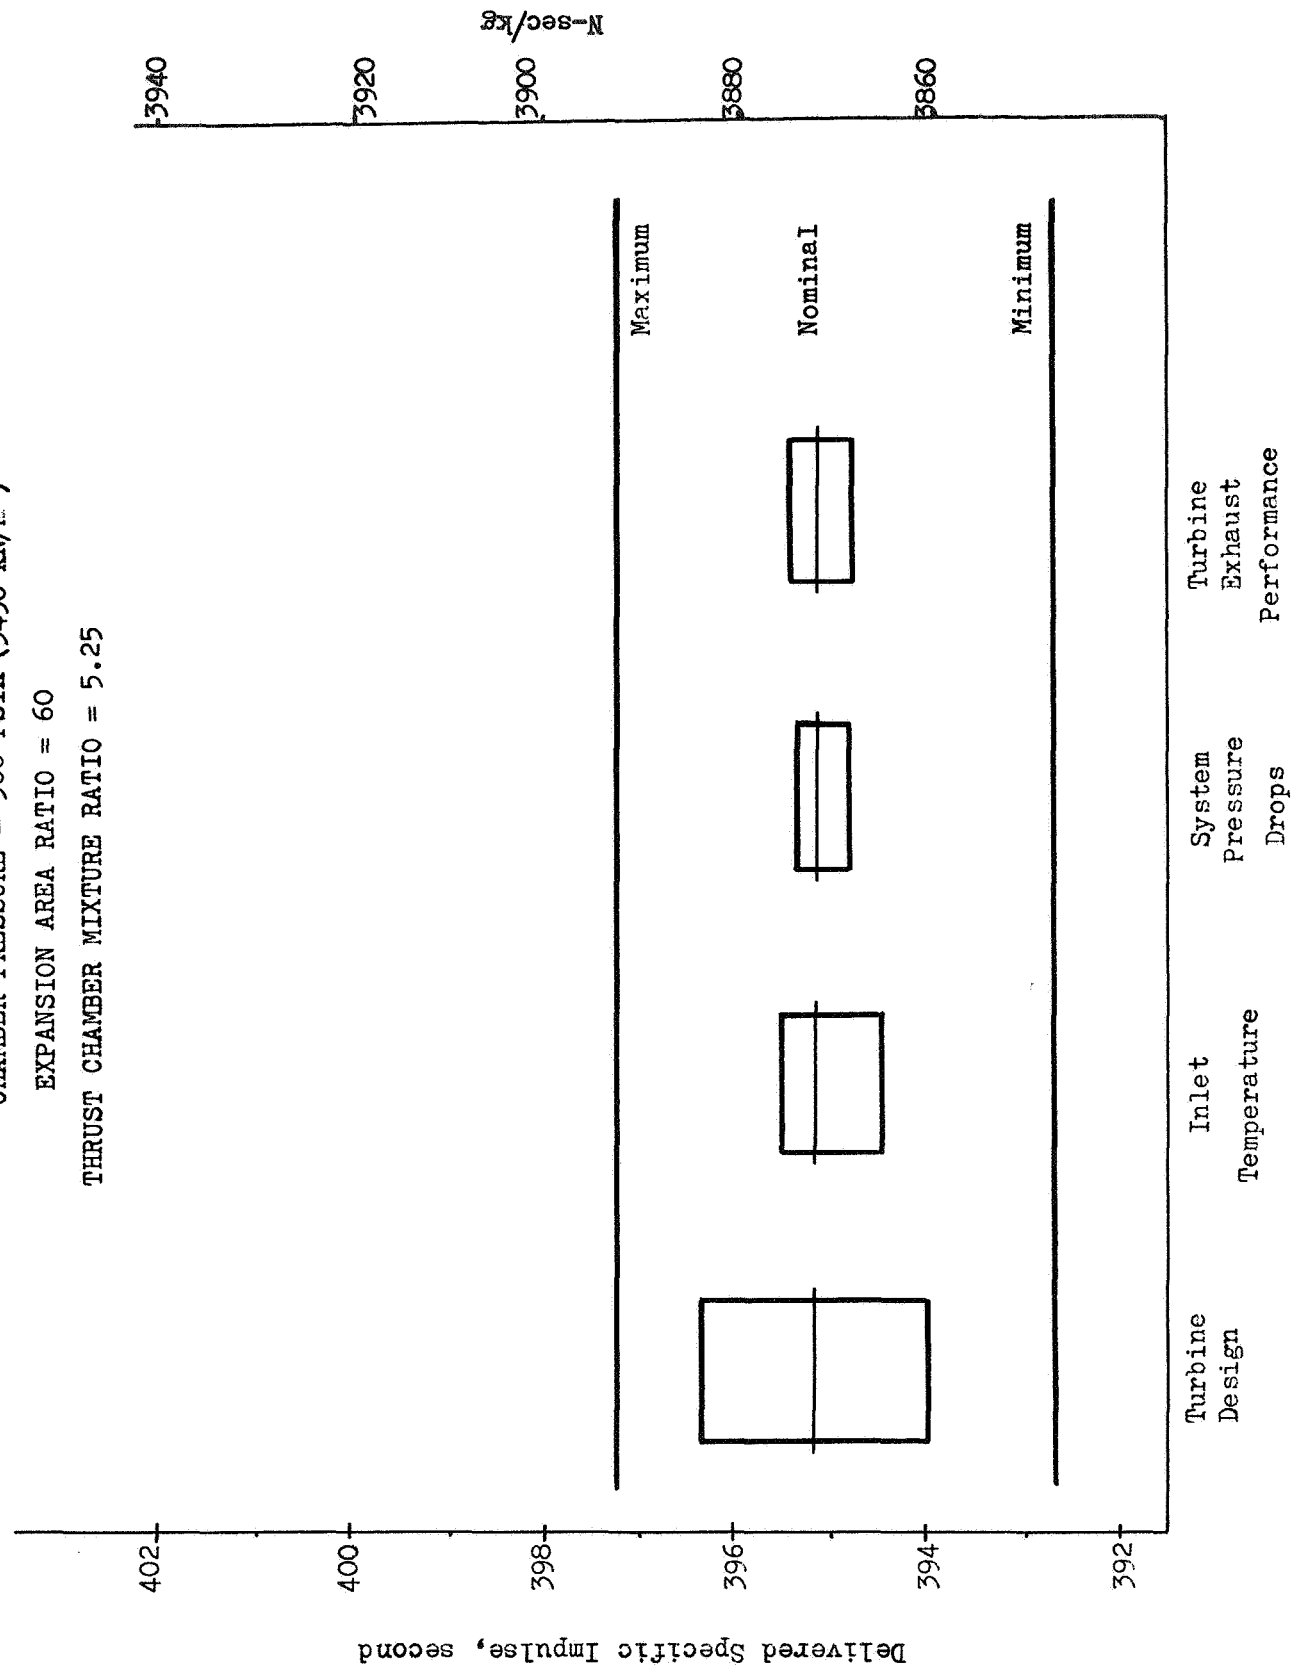 EXPANSION AREA RATIO = 60
THRUST CHAMBER MIXTURE RATIO = 5.25
Delivered Specific Impulse, second
402
400
398
396
394
392
N-sec/kg
3940
3920
3900
3880
3860
Maximum
Nominal
Minimum
Turbine
Design
Inlet
Temperature
System
Pressure
Drops
Turbine
Exhaust
Performance